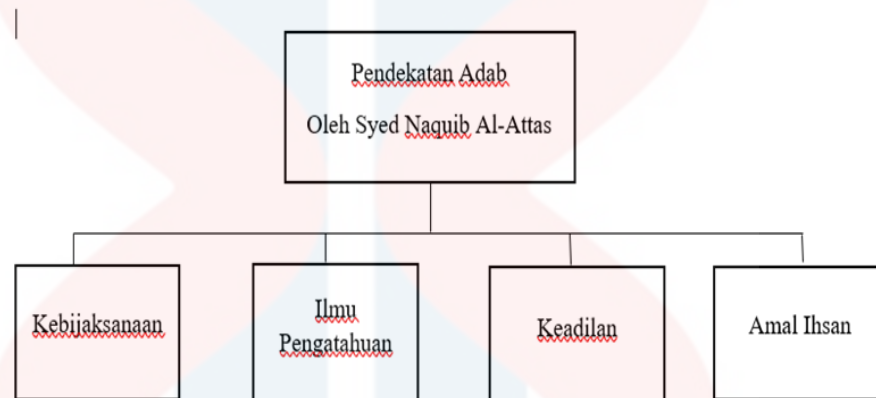 Pendekatan Adab
Oleh Syed Naquib Al-Attas
Kebijaksanaan
Ilmu
Pengatahuan
Keadilan
Amal Ihsan